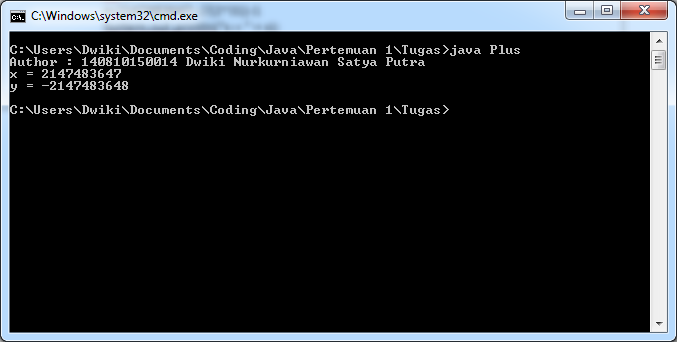 C:\Windows\system32\cmd.exe
C:\Users\Dwiki\Documents\Coding\Java\Pertemuan 1\Tugas>java Plus
Author : 140810150014 Dwiki Nurkurniawan Satya Putra
x = 2147483647
y = -2147483648
C:\Users\Dwiki\Documents\Coding\Java\Pertemuan 1\Tugas>